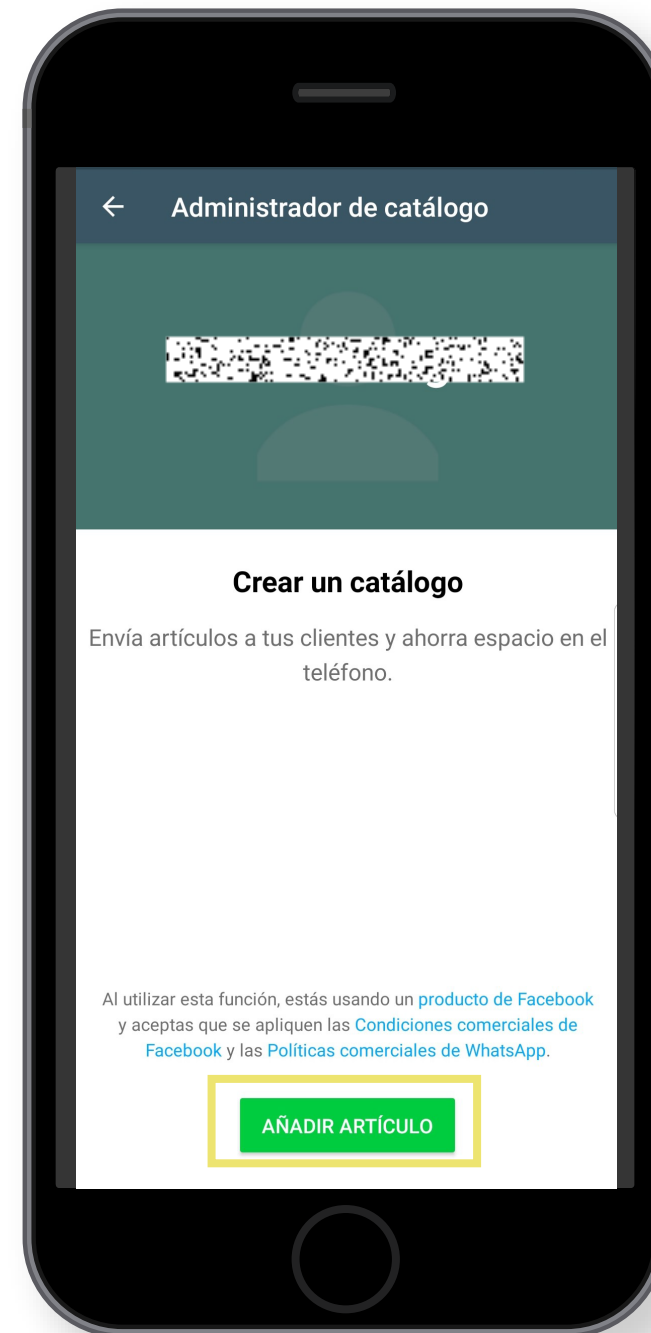 Administrador de catálogo
Crear un catálogo
Envía artículos a tus clientes y ahorra espacio en el
teléfono.
Al utilizar esta función, estás usando un producto de Facebook
y aceptas que se apliquen las Condiciones comerciales de
Facebook y las Políticas comerciales de WhatsApp.
AÑADIR ARTÍCULO